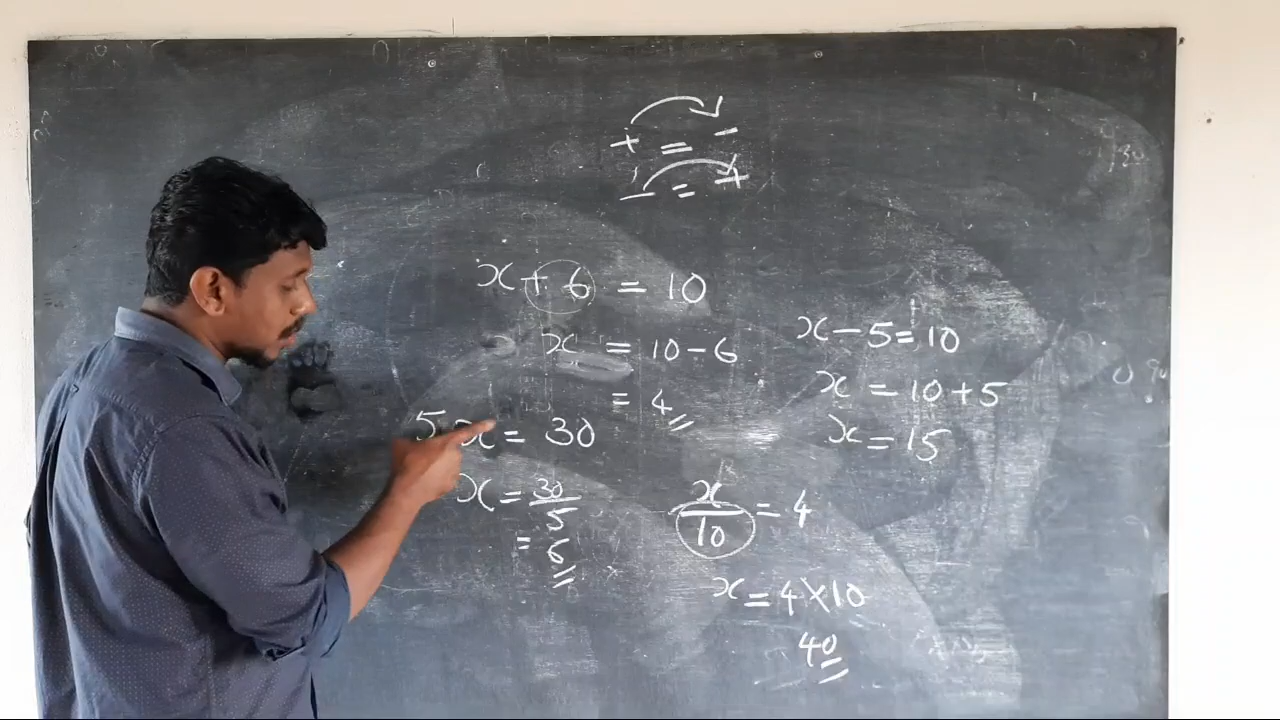 + = -
- = +
x + 6 = 10
x = 10 - 6
= 4
5x = 30
x = 30/5
= 6
x - 5 = 10
x = 10 + 5
x = 15
x/10 = 4
x = 4 × 10
40